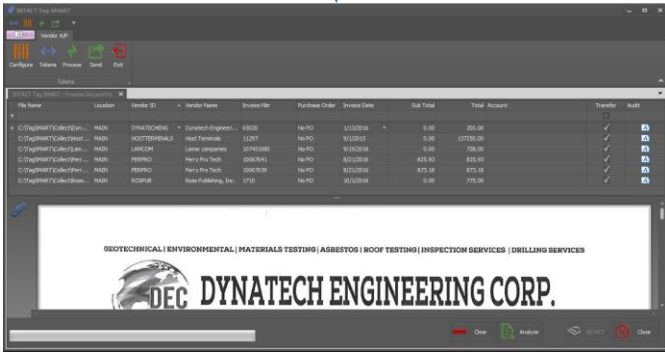 INTACT Tag SMART
Vendor A/P
Configure Tokens Process Send Exit
Tokens
INTACT Tag SMART - Process Documents
File Name Location Vendor ID Vendor Name Invoice Nbr Purchase Order Invoice Date Sub Total Total Account Transfer Audit
C:\TagSMART\Collect\Dyn... MAIN DYNATECHENG Dynatech Engineeri... 65020 No PO 1/13/2016 0.00 200.00
C:\TagSMART\Collect\Host ... MAIN HOSTTERMINALS Host Terminals 11297 No PO 9/1/2015 0.00 137250.00
C:\TagSMART\Collect\Lam... MAIN LAMCOM Lamar companies 107421080 No PO 9/19/2016 0.00 728.00
C:\TagSMART\Collect\Perr... MAIN PERPRO Perry Pro Tech 10067641 No PO 8/21/2016 825.93 825.93
C:\TagSMART\Collect\Perr... MAIN PERPRO Perry Pro Tech 10067639 No PO 8/21/2016 873.18 873.18
C:\TagSMART\Collect\Ross... MAIN ROSPUB Ross Publishing, Inc. 1710 No PO 10/1/2016 0.00 779.00
GEOTECHNICAL | ENVIRONMENTAL | MATERIALS TESTING | ASBESTOS | ROOF TESTING | INSPECTION SERVICES | DRILLING SERVICES
DEC DYNATECH ENGINEERING CORP.
Clear Analyze INTACT Close